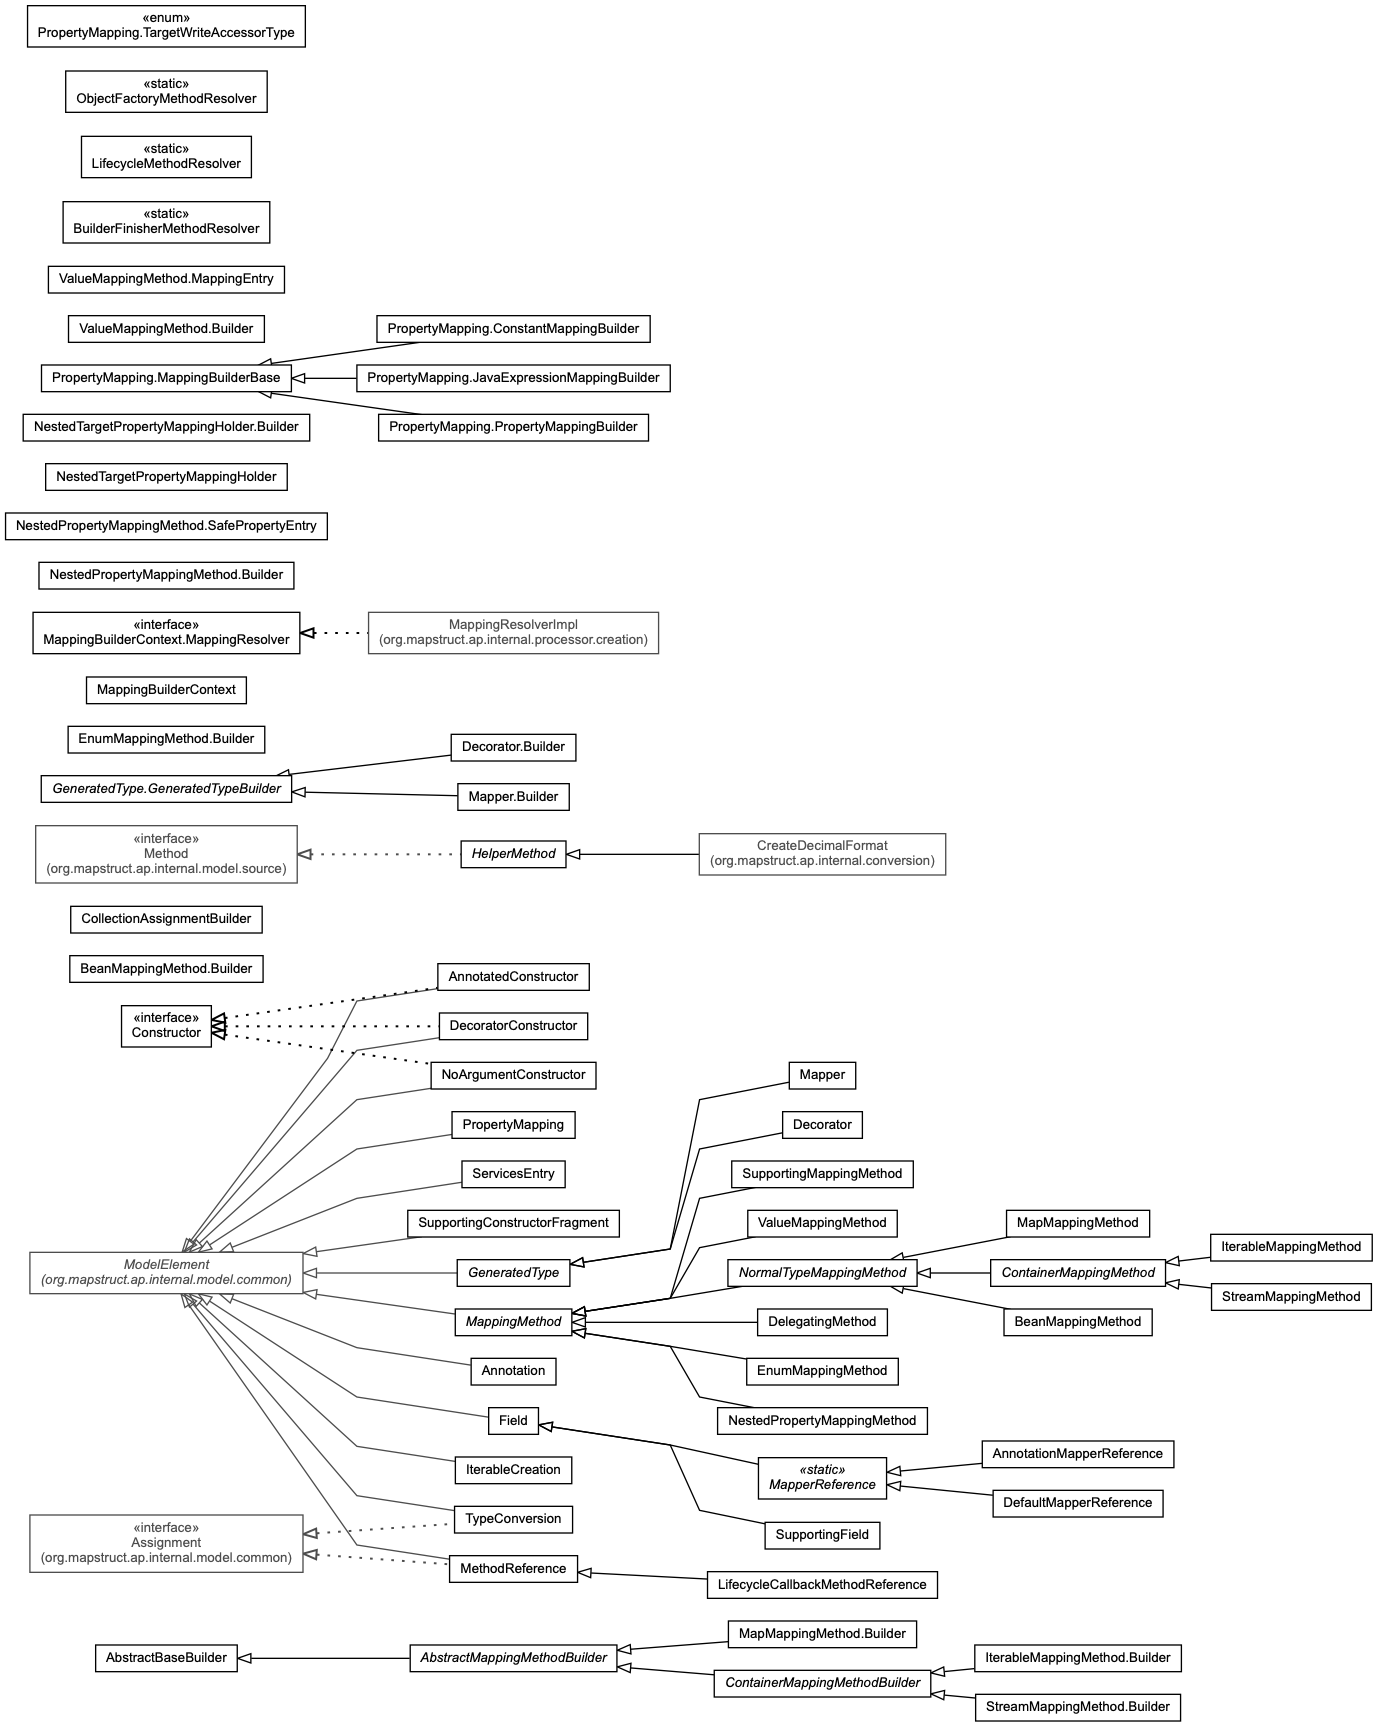 «enum»
PropertyMapping.TargetWriteAccessorType
«static»
ObjectFactoryMethodResolver
«static»
LifecycleMethodResolver
«static»
BuilderFinisherMethodResolver
ValueMappingMethod.MappingEntry
ValueMappingMethod.Builder
PropertyMapping.ConstantMappingBuilder
PropertyMapping.MappingBuilderBase
PropertyMapping.JavaExpressionMappingBuilder
NestedTargetPropertyMappingHolder.Builder
PropertyMapping.PropertyMappingBuilder
NestedTargetPropertyMappingHolder
NestedPropertyMappingMethod.SafePropertyEntry
NestedPropertyMappingMethod.Builder
«interface»
MappingBuilderContext.MappingResolver
MappingResolverImpl
(org.mapstruct.ap.internal.processor.creation)
MappingBuilderContext
EnumMappingMethod.Builder
Decorator.Builder
GeneratedType.GeneratedTypeBuilder
Mapper.Builder
«interface»
Method
(org.mapstruct.ap.internal.model.source)
HelperMethod
CreateDecimalFormat
(org.mapstruct.ap.internal.conversion)
CollectionAssignmentBuilder
BeanMappingMethod.Builder
AnnotatedConstructor
«interface»
Constructor
DecoratorConstructor
NoArgumentConstructor
Mapper
PropertyMapping
Decorator
ServicesEntry
SupportingMappingMethod
SupportingConstructorFragment
ValueMappingMethod
MapMappingMethod
IterableMappingMethod
ModelElement
(org.mapstruct.ap.internal.model.common)
GeneratedType
NormalTypeMappingMethod
ContainerMappingMethod
StreamMappingMethod
MappingMethod
DelegatingMethod
BeanMappingMethod
Annotation
EnumMappingMethod
Field
NestedPropertyMappingMethod
AnnotationMapperReference
IterableCreation
«static»
MapperReference
DefaultMapperReference
«interface»
Assignment
(org.mapstruct.ap.internal.model.common)
TypeConversion
SupportingField
MethodReference
LifecycleCallbackMethodReference
MapMappingMethod.Builder
AbstractBaseBuilder
AbstractMappingMethodBuilder
IterableMappingMethod.Builder
ContainerMappingMethodBuilder
StreamMappingMethod.Builder